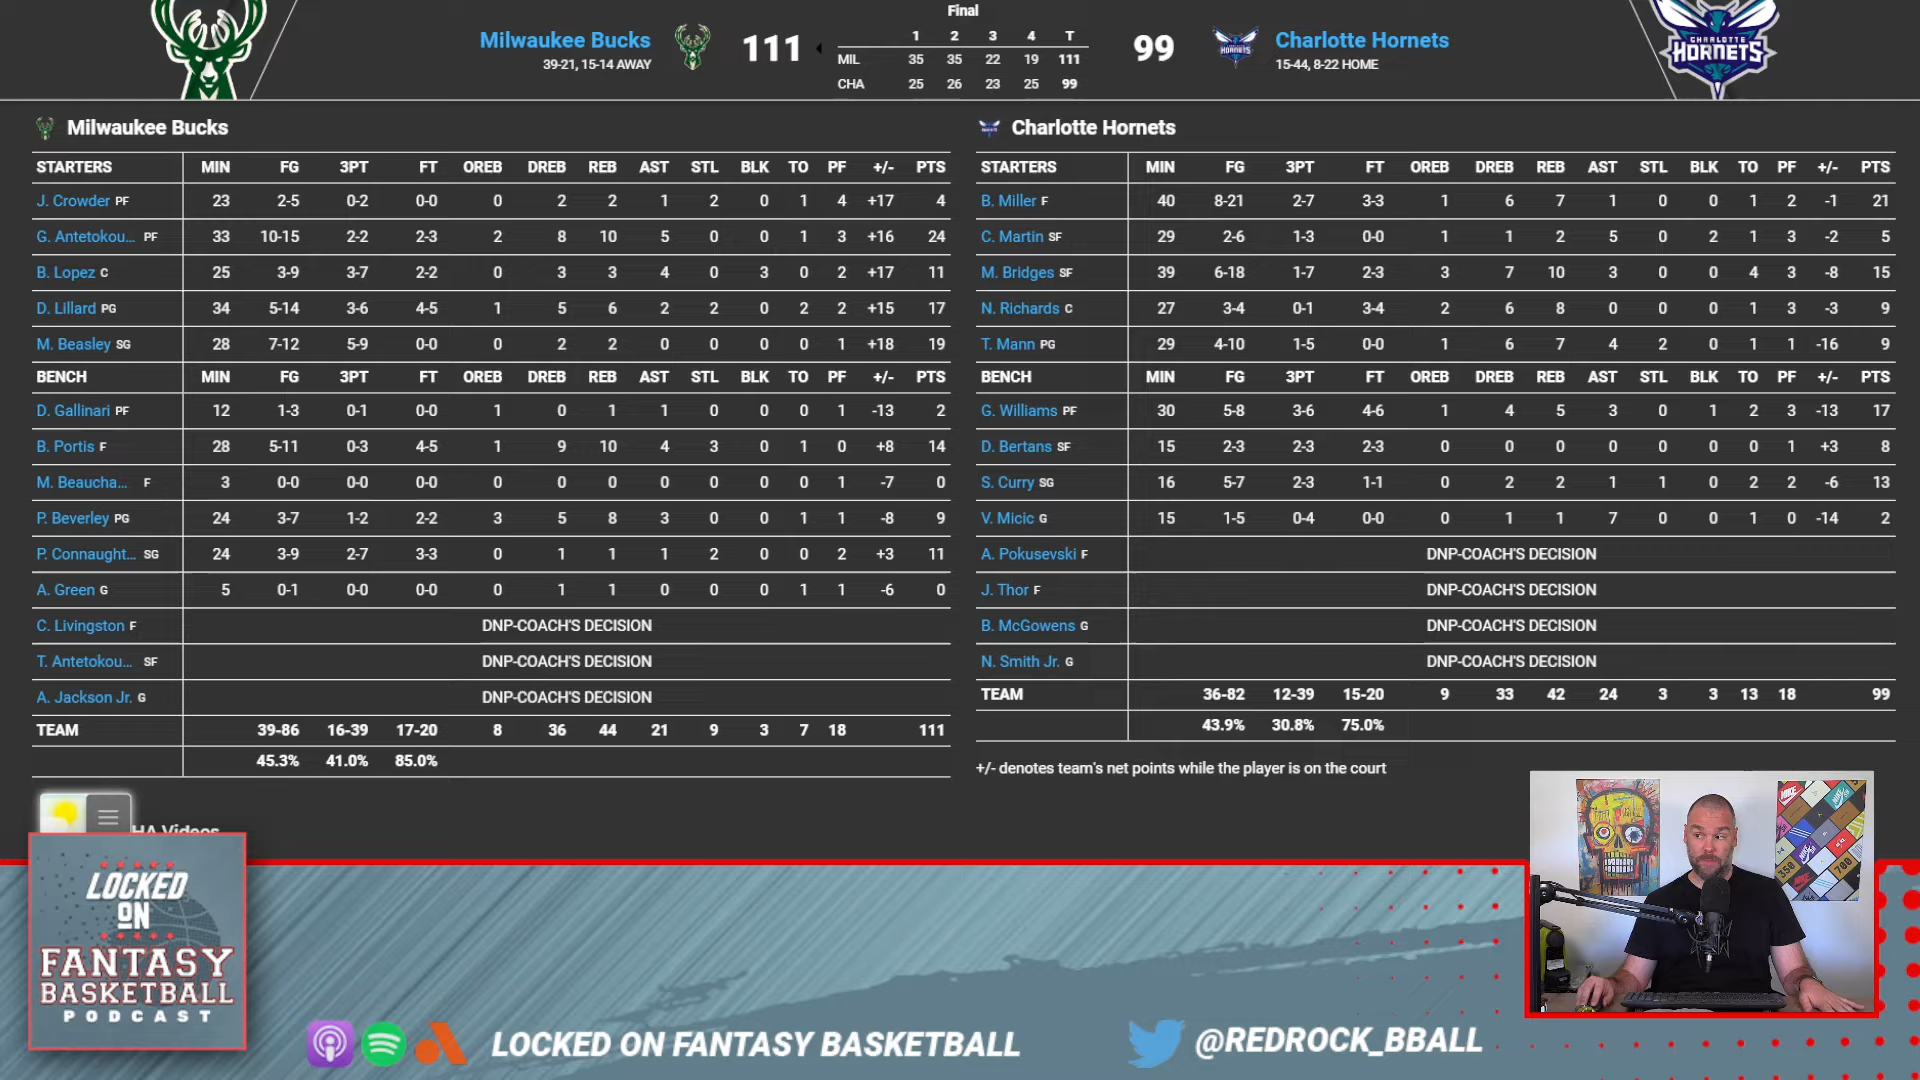 Final
Milwaukee Bucks 111 1 2 3 4 T 99 Charlotte Hornets
39-21, 15-14 AWAY MIL 35 35 22 19 111 15-44, 8-22 HOME
CHA 25 26 23 25 99
CHARLOTTE
HORNETS
Milwaukee Bucks
STARTERS MIN FG 3PT FT OREB DREB REB AST STL BLK TO PF +/- PTS
J. Crowder PF 23 2-5 0-2 0-0 0 2 2 1 2 0 1 4 +17 4
G. Antetokou... PF 33 10-15 2-2 2-3 2 8 10 5 0 0 1 3 +16 24
B. Lopez C 25 3-9 3-7 2-2 0 3 3 4 0 3 0 2 +17 11
D. Lillard PG 34 5-14 3-6 4-5 1 5 6 2 2 0 2 2 +15 17
M. Beasley SG 28 7-12 5-9 0-0 0 2 2 0 0 0 0 1 +18 19
BENCH MIN FG 3PT FT OREB DREB REB AST STL BLK TO PF +/- PTS
D. Gallinari PF 12 1-3 0-1 0-0 1 0 1 1 0 0 0 1 -13 2
B. Portis F 28 5-11 0-3 4-5 1 9 10 4 3 0 1 0 +8 14
M. Beaucha... F 3 0-0 0-0 0-0 0 0 0 0 0 0 0 1 -7 0
P. Beverley PG 24 3-7 1-2 2-2 3 5 8 3 0 0 1 1 -8 9
P. Connaught... SG 24 3-9 2-7 3-3 0 1 1 1 2 0 0 2 +3 11
A. Green G 5 0-1 0-0 0-0 0 1 1 0 0 0 1 1 -6 0
C. Livingston F DNP-COACH'S DECISION
T. Antetokou... SF DNP-COACH'S DECISION
A. Jackson Jr. G DNP-COACH'S DECISION
TEAM 39-86 16-39 17-20 8 36 44 21 9 3 7 18 111
45.3% 41.0% 85.0%
Charlotte Hornets
STARTERS MIN FG 3PT FT OREB DREB REB AST STL BLK TO PF +/- PTS
B. Miller F 40 8-21 2-7 3-3 1 6 7 1 0 0 1 2 -1 21
C. Martin SF 29 2-6 1-3 0-0 1 1 2 5 0 2 1 3 -2 5
M. Bridges SF 39 6-18 1-7 2-3 3 7 10 3 0 0 4 3 -8 15
N. Richards C 27 3-4 0-1 3-4 2 6 8 0 0 0 1 3 -3 9
T. Mann PG 29 4-10 1-5 0-0 1 6 7 4 2 0 1 1 -16 9
BENCH MIN FG 3PT FT OREB DREB REB AST STL BLK TO PF +/- PTS
G. Williams PF 30 5-8 3-6 4-6 1 4 5 3 0 1 2 3 -13 17
D. Bertans SF 15 2-3 2-3 2-3 0 0 0 0 0 0 0 1 +3 8
S. Curry SG 16 5-7 2-3 1-1 0 2 2 1 1 0 2 2 -6 13
V. Micic G 15 1-5 0-4 0-0 0 1 1 7 0 0 1 0 -14 2
A. Pokusevski F DNP-COACH'S DECISION
J. Thor F DNP-COACH'S DECISION
B. McGowens G DNP-COACH'S DECISION
N. Smith Jr. G DNP-COACH'S DECISION
TEAM 36-82 12-39 15-20 9 33 42 24 3 3 13 18 99
43.9% 30.8% 75.0%
+/- denotes team's net points while the player is on the court
HA Videos
LOCKED
ON
FANTASY
BASKETBALL
PODCAST
LOCKED ON FANTASY BASKETBALL
@REDROCK_BBALL
NIKE
350
700